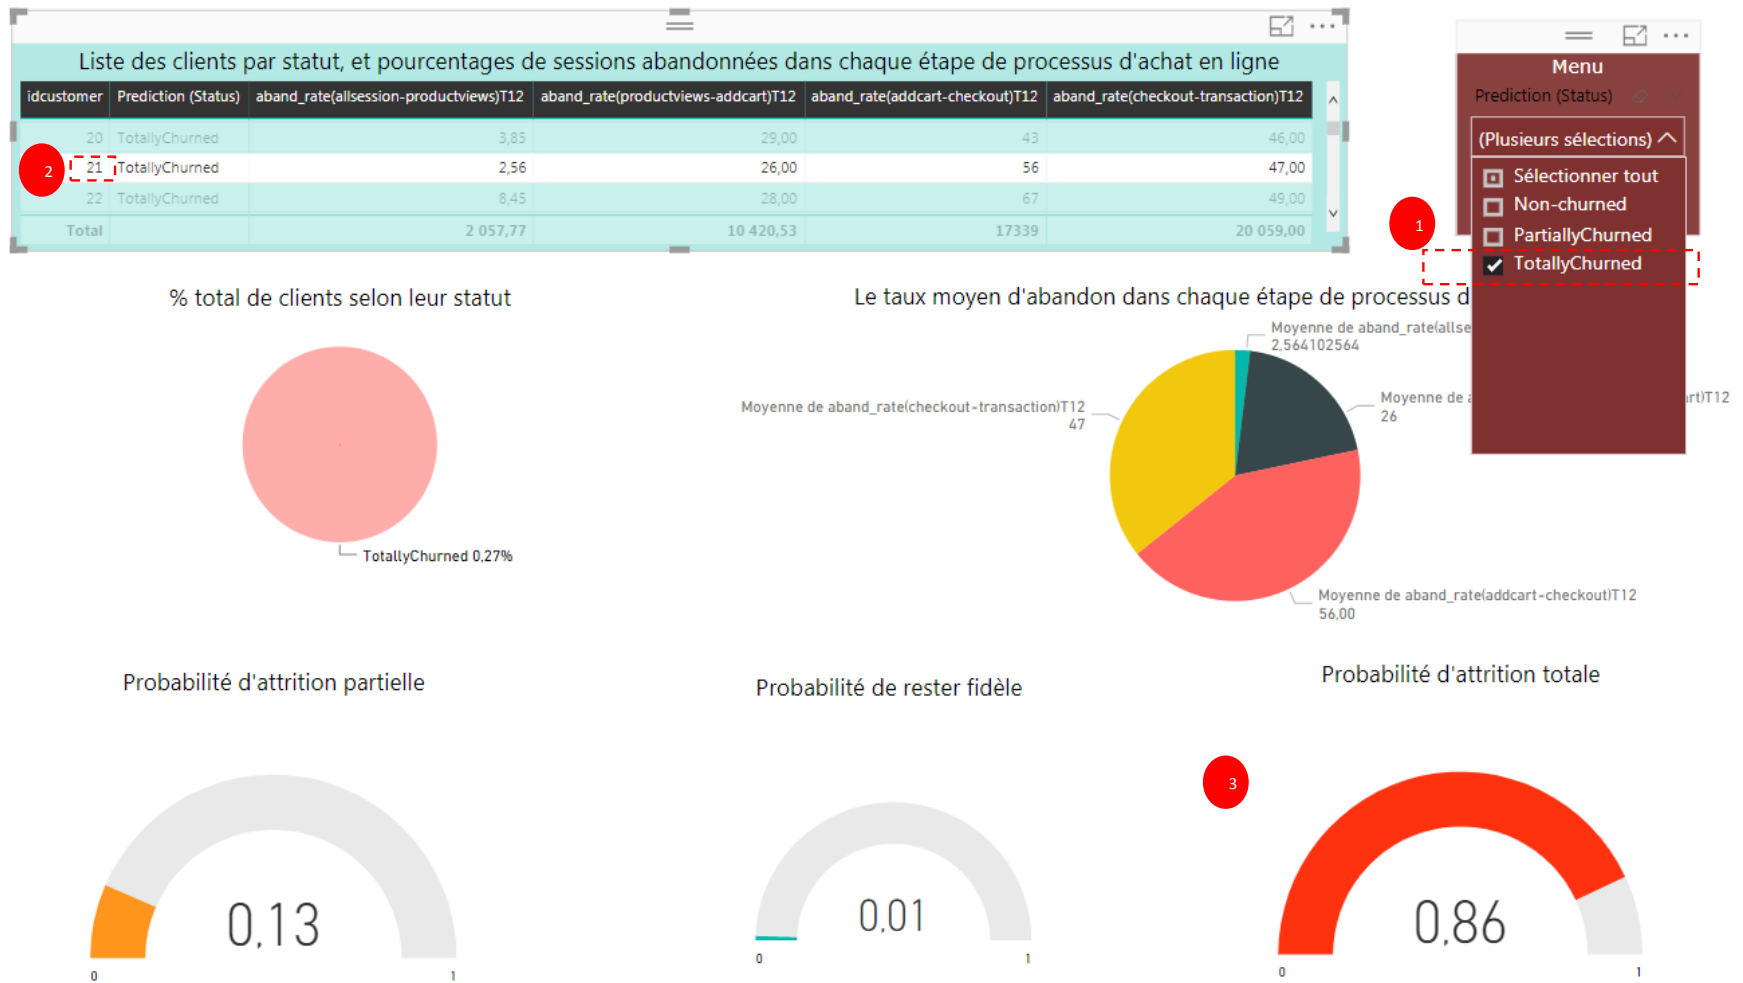 Liste des clients par statut, et pourcentages de sessions abandonnées dans chaque étape de processus d'achat en ligne
idcustomer Prediction (Status) aband_rate(allsession-productviews)T12 aband_rate(productviews-addcart)T12 aband_rate(addcart-checkout)T12 aband_rate(checkout-transaction)T12
20 TotallyChurned 3,85 29,00 43 46,00
2 21 TotallyChurned 2,56 26,00 56 47,00
22 TotallyChurned 8,45 28,00 67 49,00
Total 2 057,77 10 420,53 17339 20 059,00
Menu
Prediction (Status)
(Plusieurs sélections)
Sélectionner tout
Non-churned
1 PartiallyChurned
TotallyChurned
% total de clients selon leur statut
TotallyChurned 0,27%
Le taux moyen d'abandon dans chaque étape de processus d
Moyenne de aband_rate(allse
2,564102564
Moyenne de a rt)T12
26
Moyenne de aband_rate(checkout-transaction)T12
47
Moyenne de aband_rate(addcart-checkout)T12
56,00
Probabilité d'attrition partielle
0,13
0 1
Probabilité de rester fidèle
0,01
0 1
Probabilité d'attrition totale
3
0,86
0 1